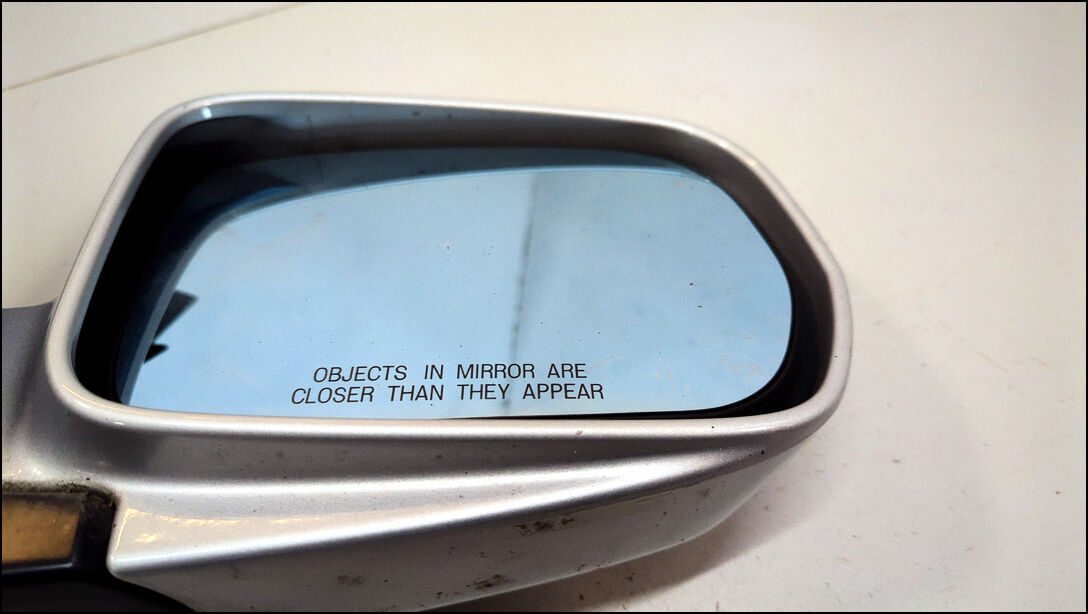 OBJECTS IN MIRROR ARE
CLOSER THAN THEY APPEAR